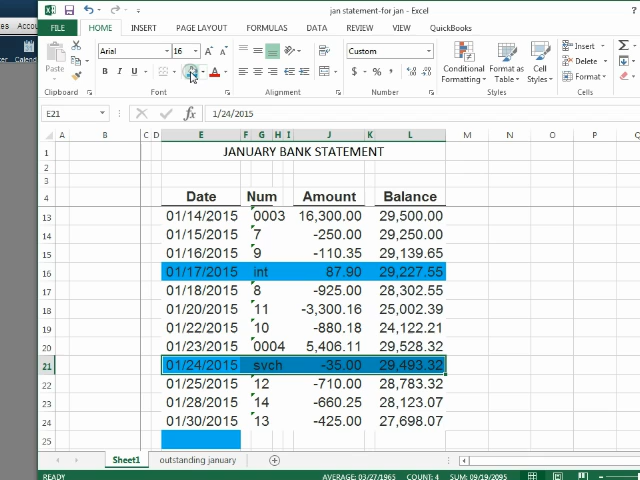 jan statement-for jan - Excel
?
es
Accou
FILE
HOME
INSERT
PAGE LAYOUT
FORMULAS
DATA
REVIEW
VIEW
QuickBooks
ter
Calend
Paste
Arial
16
B I U
A
Custom
$ % ,
Conditional
Formatting
Format as
Table
Cell
Styles
Insert
Delete
Format
Clipboard
Font
Alignment
Number
Styles
Cells
E21
fx
1/24/2015
A B C D E F G H I J K L M N O P Q
1 JANUARY BANK STATEMENT
2
3
4 Date Num Amount Balance
13 01/14/2015 0003 16,300.00 29,500.00
14 01/15/2015 7 -250.00 29,250.00
15 01/16/2015 9 -110.35 29,139.65
16 01/17/2015 int 87.90 29,227.55
17 01/18/2015 8 -925.00 28,302.55
18 01/20/2015 11 -3,300.16 25,002.39
19 01/22/2015 10 -880.18 24,122.21
20 01/23/2015 0004 5,406.11 29,528.32
21 01/24/2015 svch -35.00 29,493.32
22 01/25/2015 12 -710.00 28,783.32
23 01/28/2015 14 -660.25 28,123.07
24 01/30/2015 13 -425.00 27,698.07
25
Sheet1
outstanding january
READY
AVERAGE: 03/27/1965
COUNT: 4
SUM: 09/19/2095